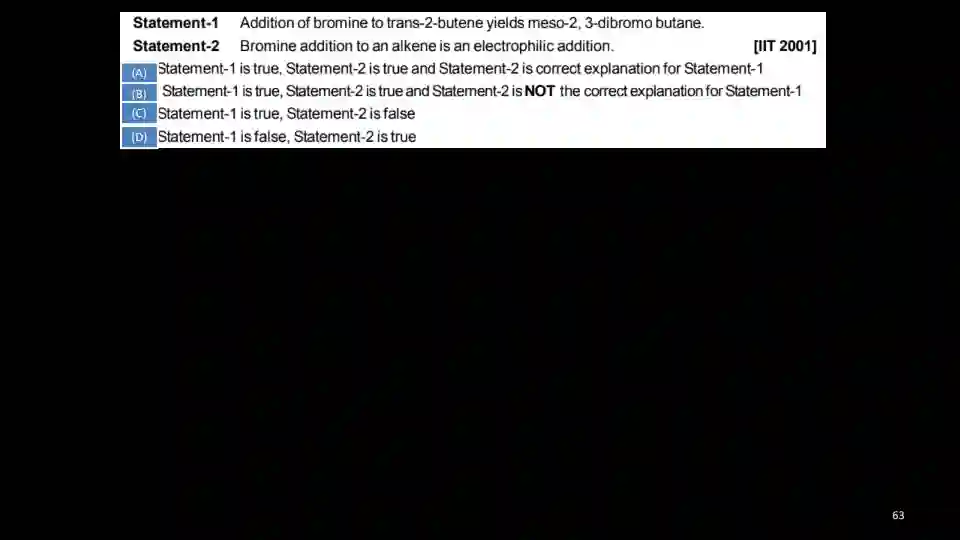 Statement-1 Addition of bromine to trans-2-butene yields meso-2, 3-dibromo butane.
Statement-2 Bromine addition to an alkene is an electrophilic addition. [IIT 2001]
(A) Statement-1 is true, Statement-2 is true and Statement-2 is correct explanation for Statement-1
(B) Statement-1 is true, Statement-2 is true and Statement-2 is NOT the correct explanation for Statement-1
(C) Statement-1 is true, Statement-2 is false
(D) Statement-1 is false, Statement-2 is true
63